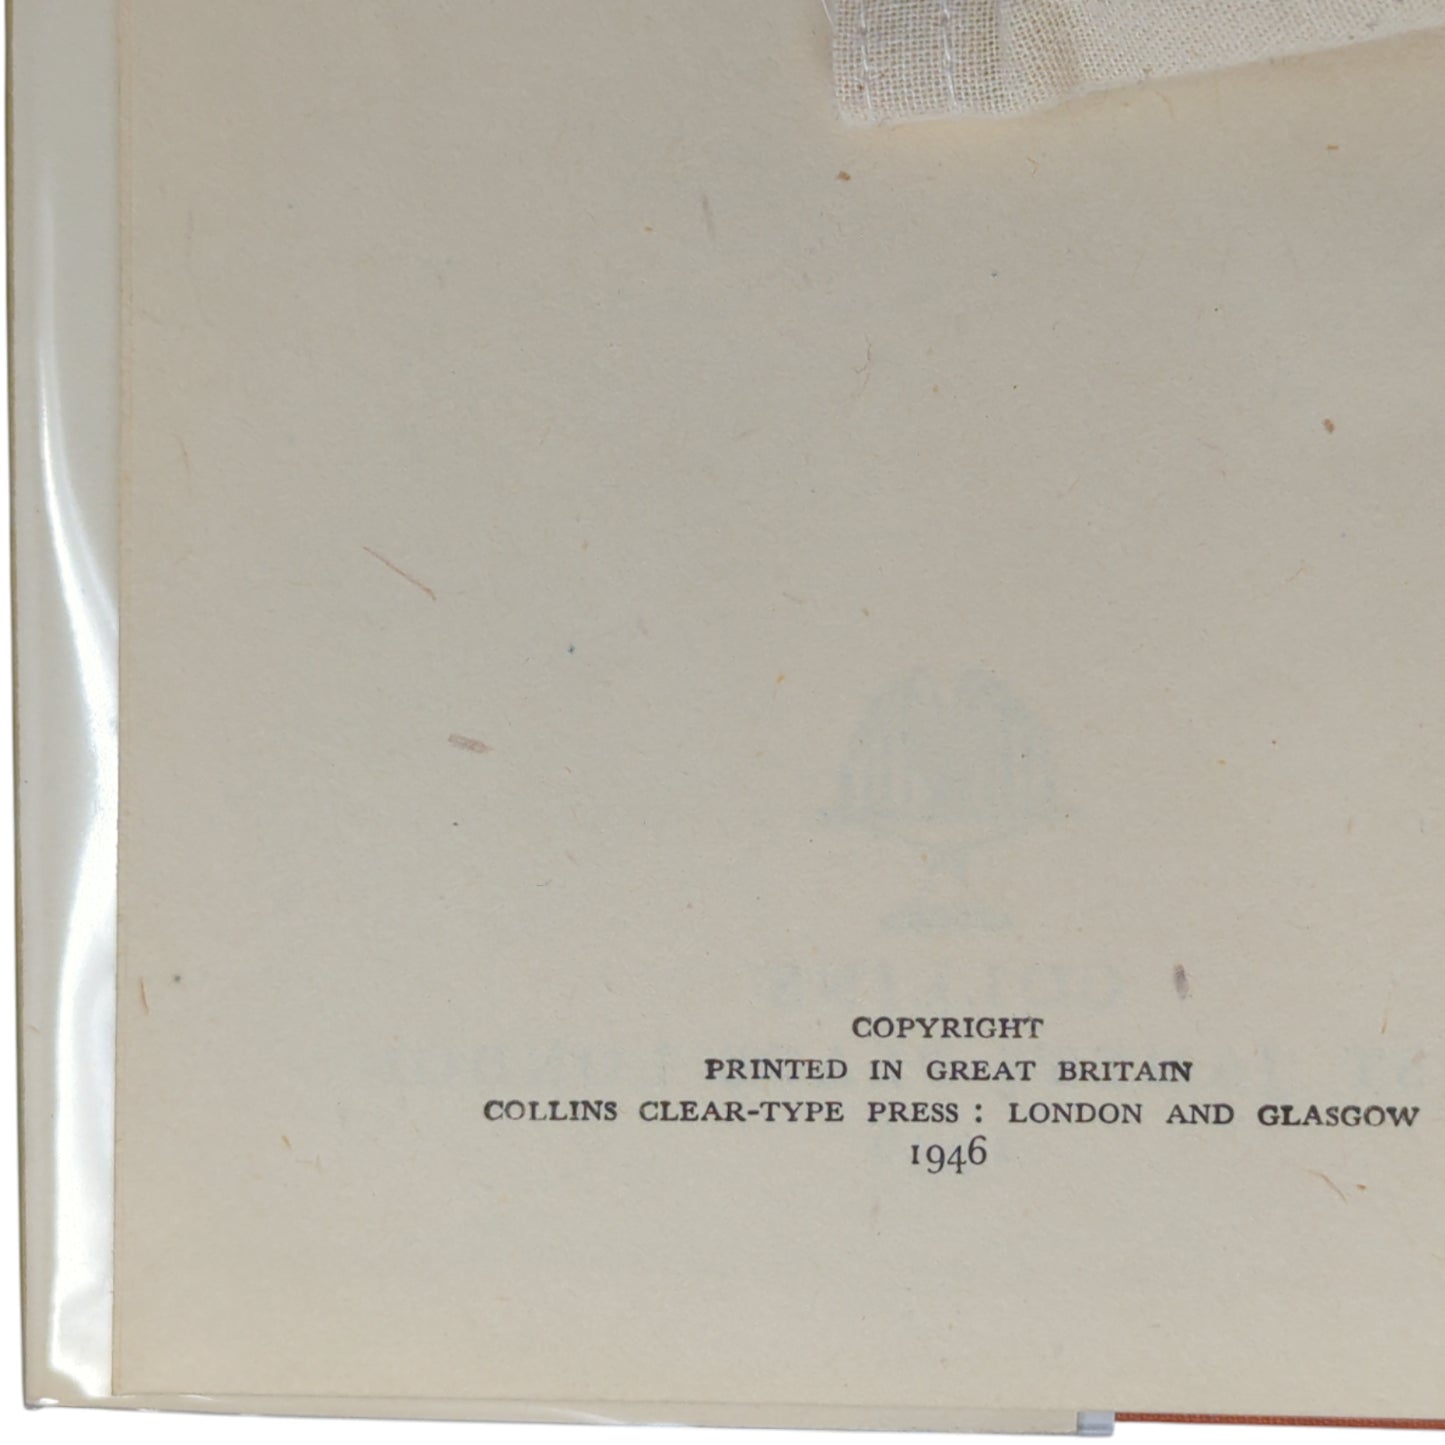 COPYRIGHT
PRINTED IN GREAT BRITAIN
COLLINS CLEAR-TYPE PRESS : LONDON AND GLASGOW
1946